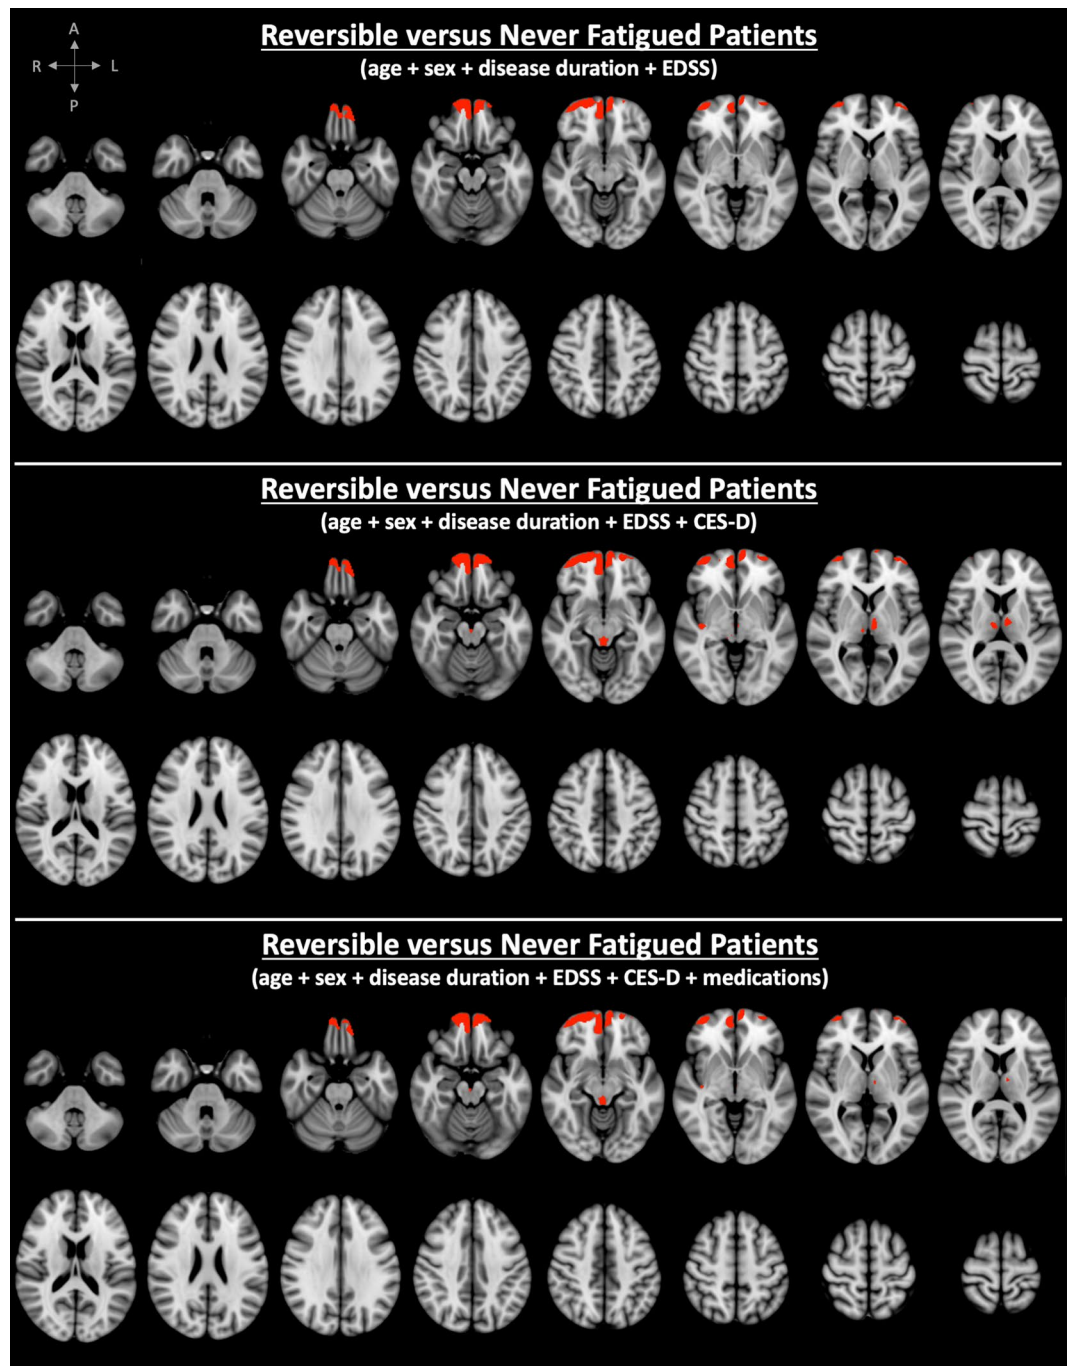 A
R L
P
Reversible versus Never Fatigued Patients
(age + sex + disease duration + EDSS)
Reversible versus Never Fatigued Patients
(age + sex + disease duration + EDSS + CES-D)
Reversible versus Never Fatigued Patients
(age + sex + disease duration + EDSS + CES-D + medications)